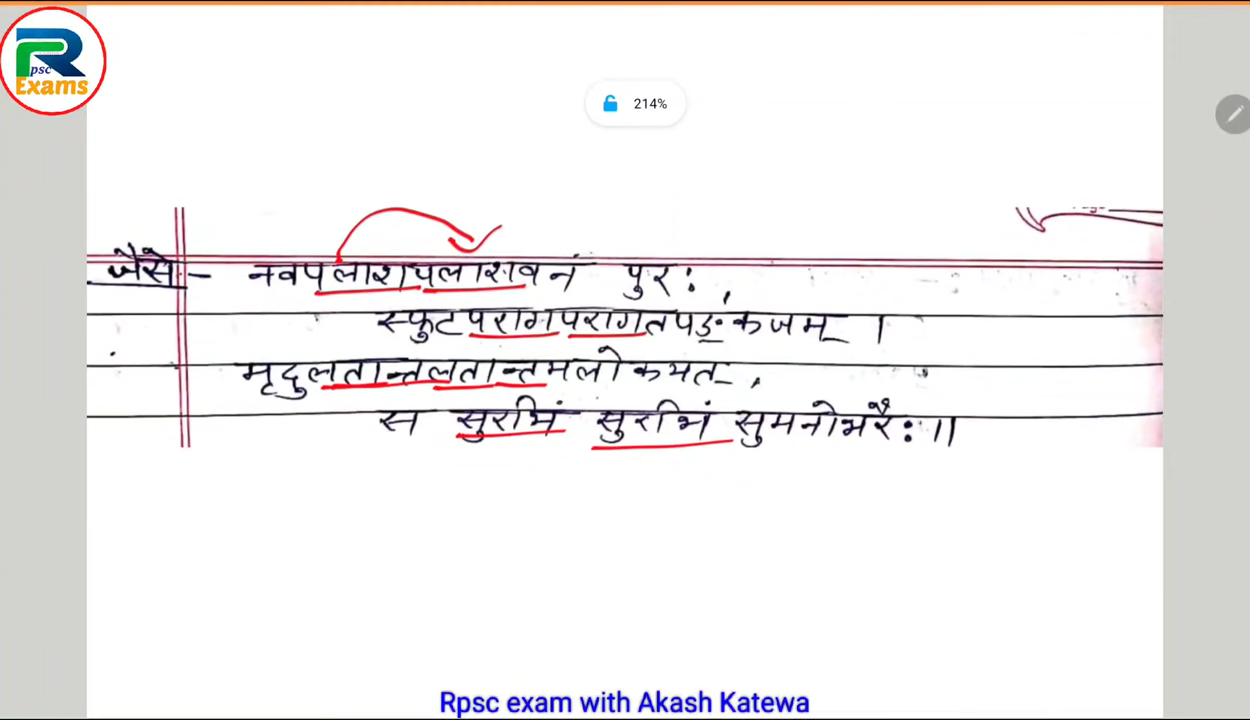 R
psc
Exams
214%
जैसे - नवपलाशपलाशवनं पुरः,
स्फुटपरागपरागतपङ्कजम् ।
मृदुलतान्तलतान्तमलोकयत् ,
स सुरभिं सुरभिं सुमनोभरैः ॥
Rpsc exam with Akash Katewa